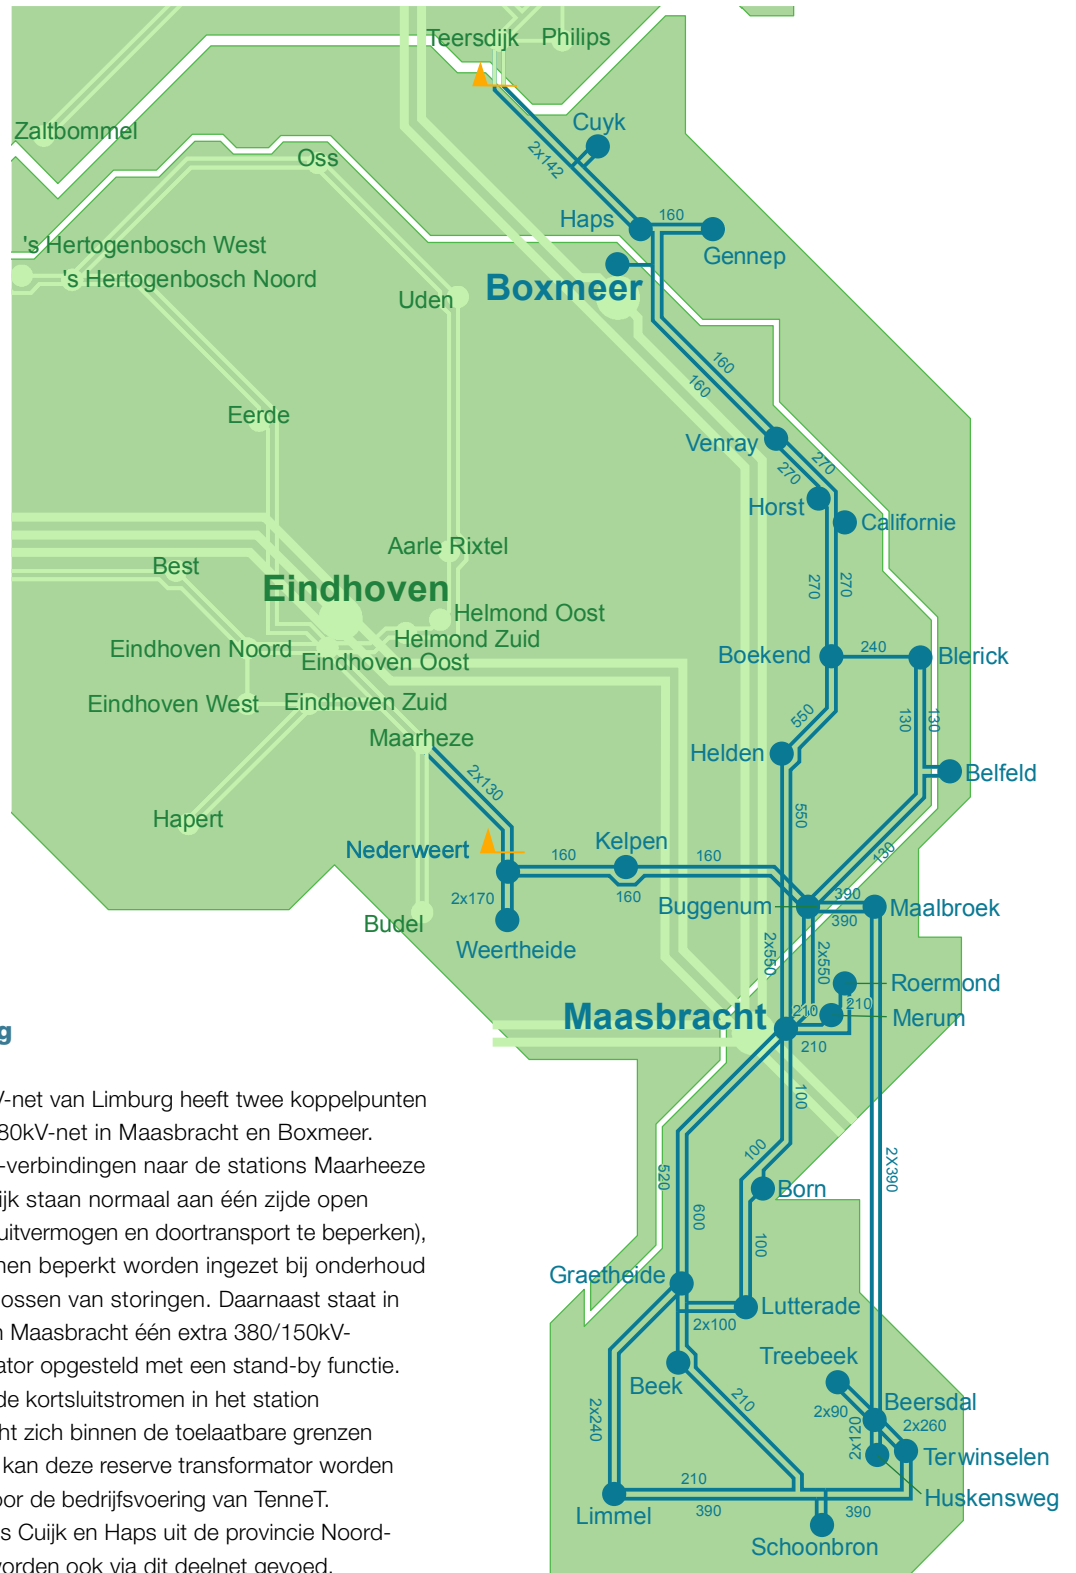 Teersdijk Philips
Zaltbommel
Cuyk
2x142
Oss
Haps
160
Gennep
's Hertogenbosch West
's Hertogenbosch Noord
Boxmeer
Uden
160
160
Eerde
Venray
270
270
Horst
Californie
Aarle Rixtel
Best
Eindhoven
270
270
Helmond Oost
Helmond Zuid
Eindhoven Noord
Eindhoven Oost
Boekend
240
Blerick
Eindhoven West
Eindhoven Zuid
130
130
550
Maarheze
Helden
2x130
Belfeld
Hapert
550
Nederweert
160
Kelpen
160
130
2x170
160
Buggenum
390
390
Maalbroek
Budel
Weertheide
2x550
2x550
Roermond
210
210
Maasbracht
Merum
210
g
100
V-net van Limburg heeft twee koppelpunten
80kV-net in Maasbracht en Boxmeer.
-verbindingen naar de stations Maarheeze
ijk staan normaal aan één zijde open
uitvermogen en doortransport te beperken),
nen beperkt worden ingezet bij onderhoud
lossen van storingen. Daarnaast staat in
n Maasbracht één extra 380/150kV-
ator opgesteld met een stand-by functie.
de kortsluitstromen in het station
ht zich binnen de toelaatbare grenzen
kan deze reserve transformator worden
oor de bedrijfsvoering van TenneT.
s Cuijk en Haps uit de provincie Noord-
worden ook via dit deelnet gevoed.
100
520
2X390
Born
600
100
Graetheide
Lutterade
2x100
Treebeek
Beek
210
2x90
Beersdal
2x240
2x120
2x260
Terwinselen
210
Huskensweg
Limmel
390
390
Schoonbron